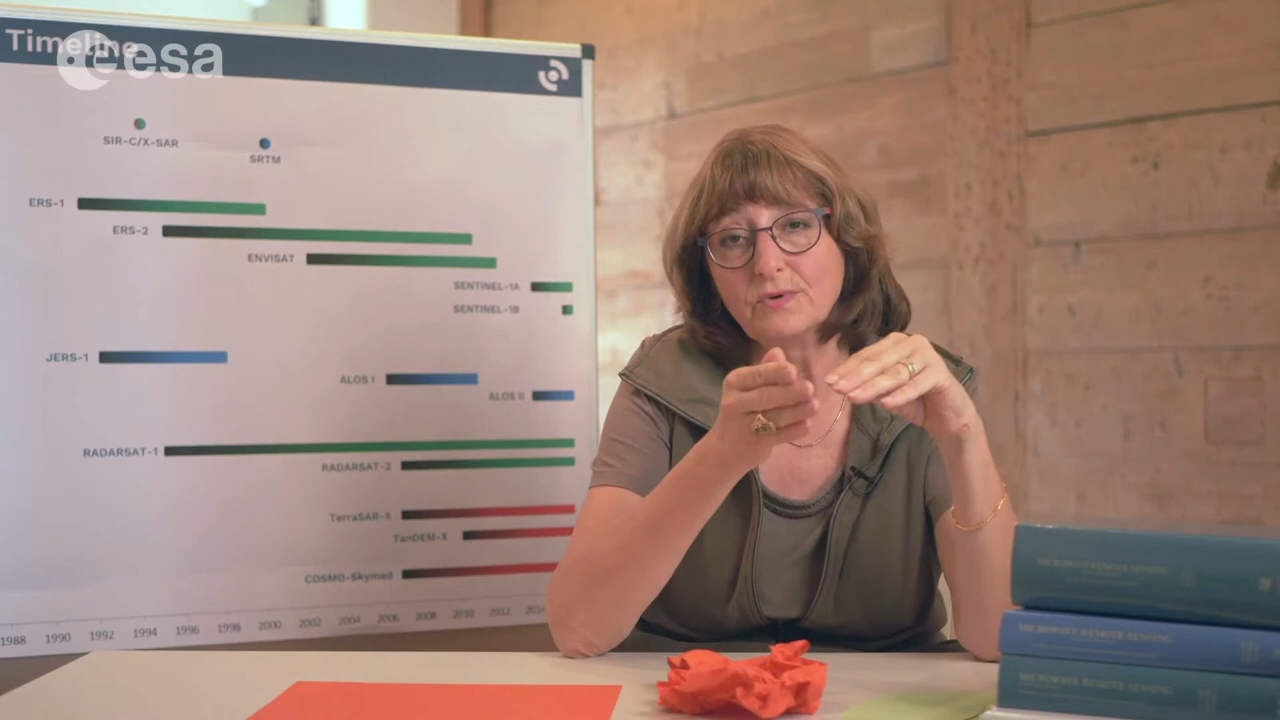 Timeline
eesa
SIR-C/X-SAR
SRTM
ERS-1
ERS-2
ENVISAT
SENTINEL-1A
SENTINEL-1B
JERS-1
ALOS I
ALOS II
RADARSAT-1
RADARSAT-2
TerraSAR-X
TanDEM-X
COSMO-Skymed
1988 1990 1992 1994 1996 1998 2000 2002 2004 2006 2008 2010 2012
MICROWAVE REMOTE SENSING
MICROWAVE REMOTE SENSING
MICROWAVE REMOTE SENSING